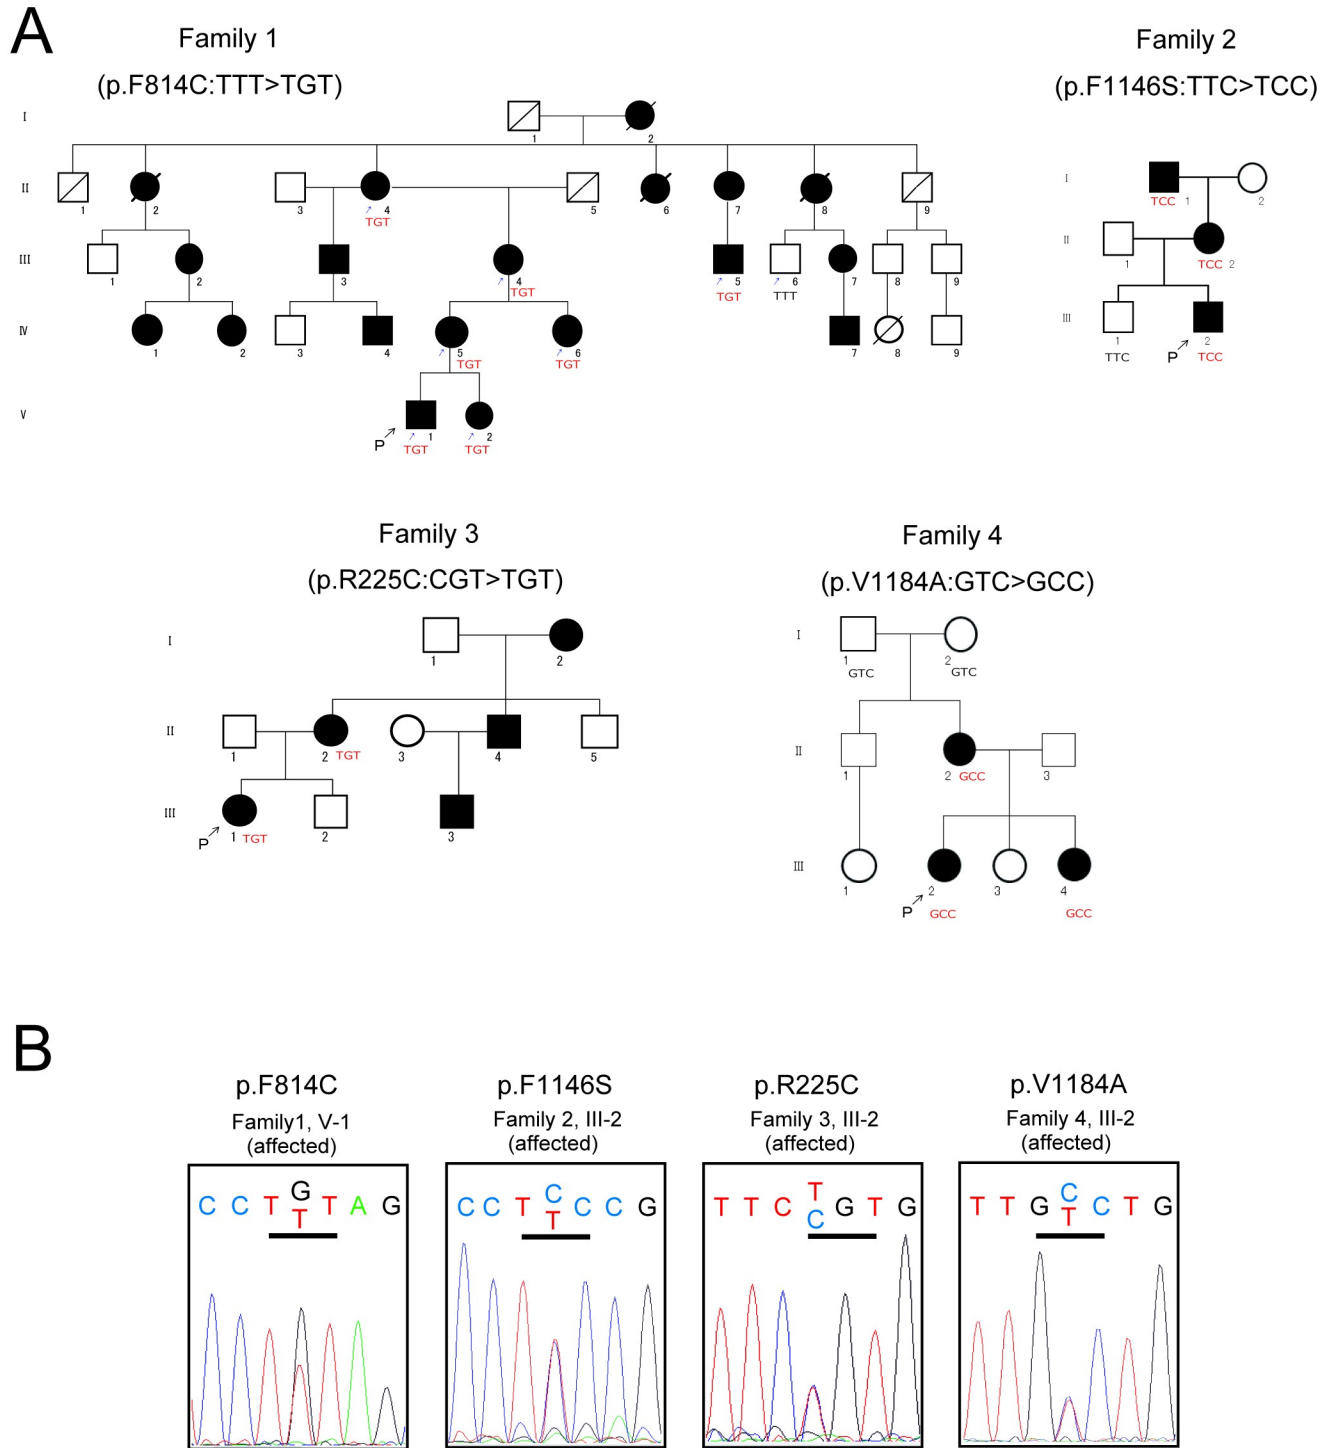 A
Family 1
(p.F814C:TTT>TGT)
I
1 2
II
1 2 3 4 5 6 7 8 9
TGT
III
1 2 3 4 5 6 7 8 9
TGT TGT TTT
IV
1 2 3 4 5 6 7 8 9
TGT TGT
V
P 1 2
TGT TGT
Family 2
(p.F1146S:TTC>TCC)
I
TCC 1 2
II
1 TCC 2
III
1 2
TTC P TCC
Family 3
(p.R225C:CGT>TGT)
I
1 2
II
1 2 TGT 3 4 5
III
P 1 TGT 2 3
Family 4
(p.V1184A:GTC>GCC)
I
1 GTC 2 GTC
II
1 2 GCC 3
III
1 2 3 4
P GCC GCC
B
p.F814C
Family1, V-1
(affected)
C C T G T A G
T
p.F1146S
Family 2, III-2
(affected)
C C T C C C G
T
p.R225C
Family 3, III-2
(affected)
T T C T G T G
C
p.V1184A
Family 4, III-2
(affected)
T T G C C T G
T